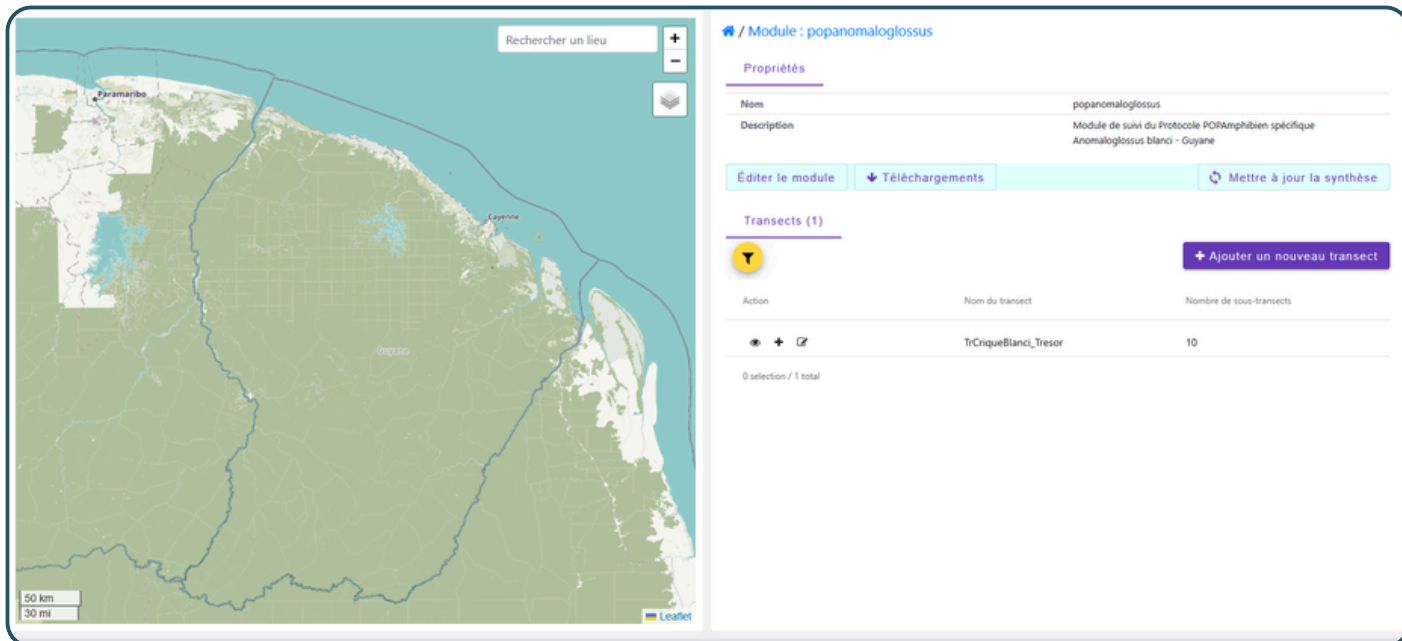 Rechercher un lieu
+
−
Paramaribo
Cayenne
Guyane
50 km
30 mi
Leaflet
/ Module : popanomaloglossus
Propriétés
Nom popanomaloglossus
Description Module de suivi du Protocole POPAmphibien spécifique
Anomaloglossus blanci - Guyane
Éditer le module Téléchargements Mettre à jour la synthèse
Transects (1)
+ Ajouter un nouveau transect
Action Nom du transect Nombre de sous-transects
TrCriqueBlanci_Tresor 10
0 selection / 1 total